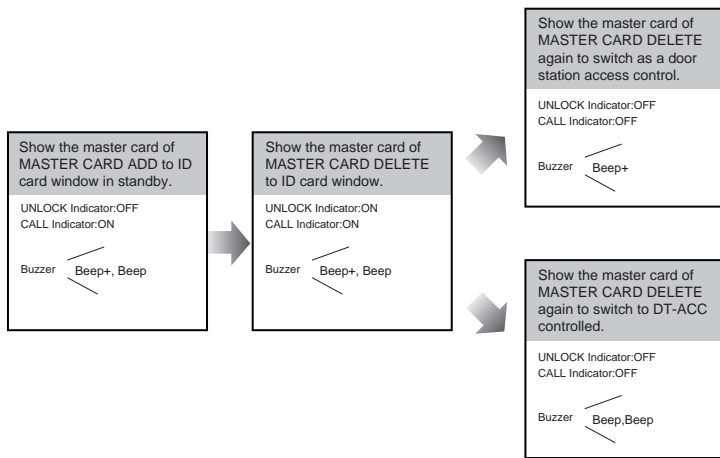 Show the master card of
MASTER CARD ADD to ID
card window in standby.
UNLOCK Indicator:OFF
CALL Indicator:ON
Buzzer Beep+, Beep
Show the master card of
MASTER CARD DELETE
to ID card window.
UNLOCK Indicator:ON
CALL Indicator:ON
Buzzer Beep+, Beep
Show the master card of
MASTER CARD DELETE
again to switch as a door
station access control.
UNLOCK Indicator:OFF
CALL Indicator:OFF
Buzzer Beep+
Show the master card of
MASTER CARD DELETE
again to switch to DT-ACC
controlled.
UNLOCK Indicator:OFF
CALL Indicator:OFF
Buzzer Beep,Beep